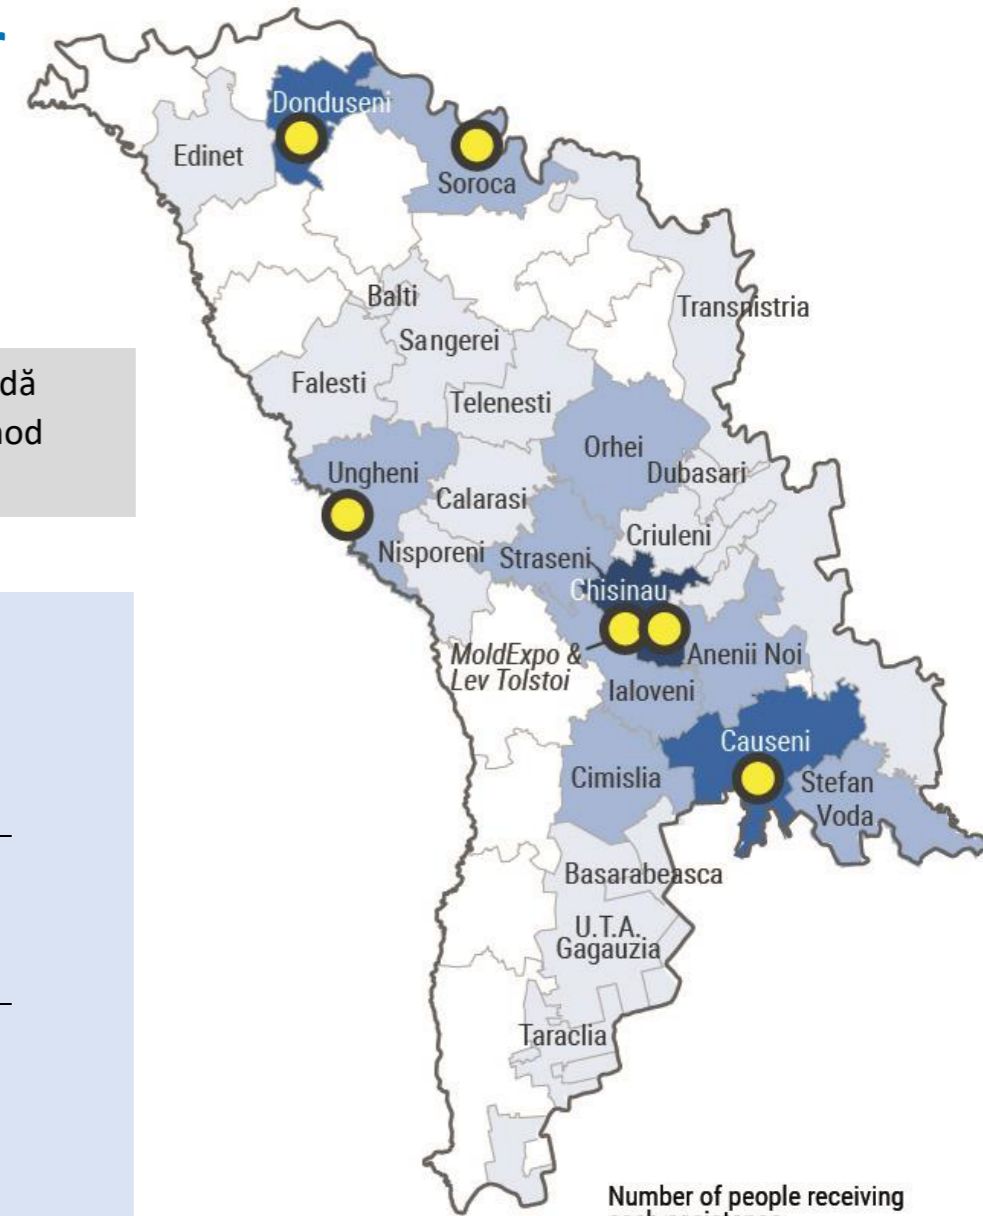 Donduseni
Edinet
Soroca
Balti
Transnistria
Sangerei
dă
Falesti
Telenesti
nod
Orhei
Ungheni
Dubasari
Calarasi
Criuleni
Nisporeni
Straseni
Chisinau
MoldExpo &
Lev Tolstoi
Anenii Noi
Ialoveni
Causeni
Cimislia
Stefan
Voda
Basarabeasca
U.T.A.
Gagauzia
Taraclia
Number of people receiving